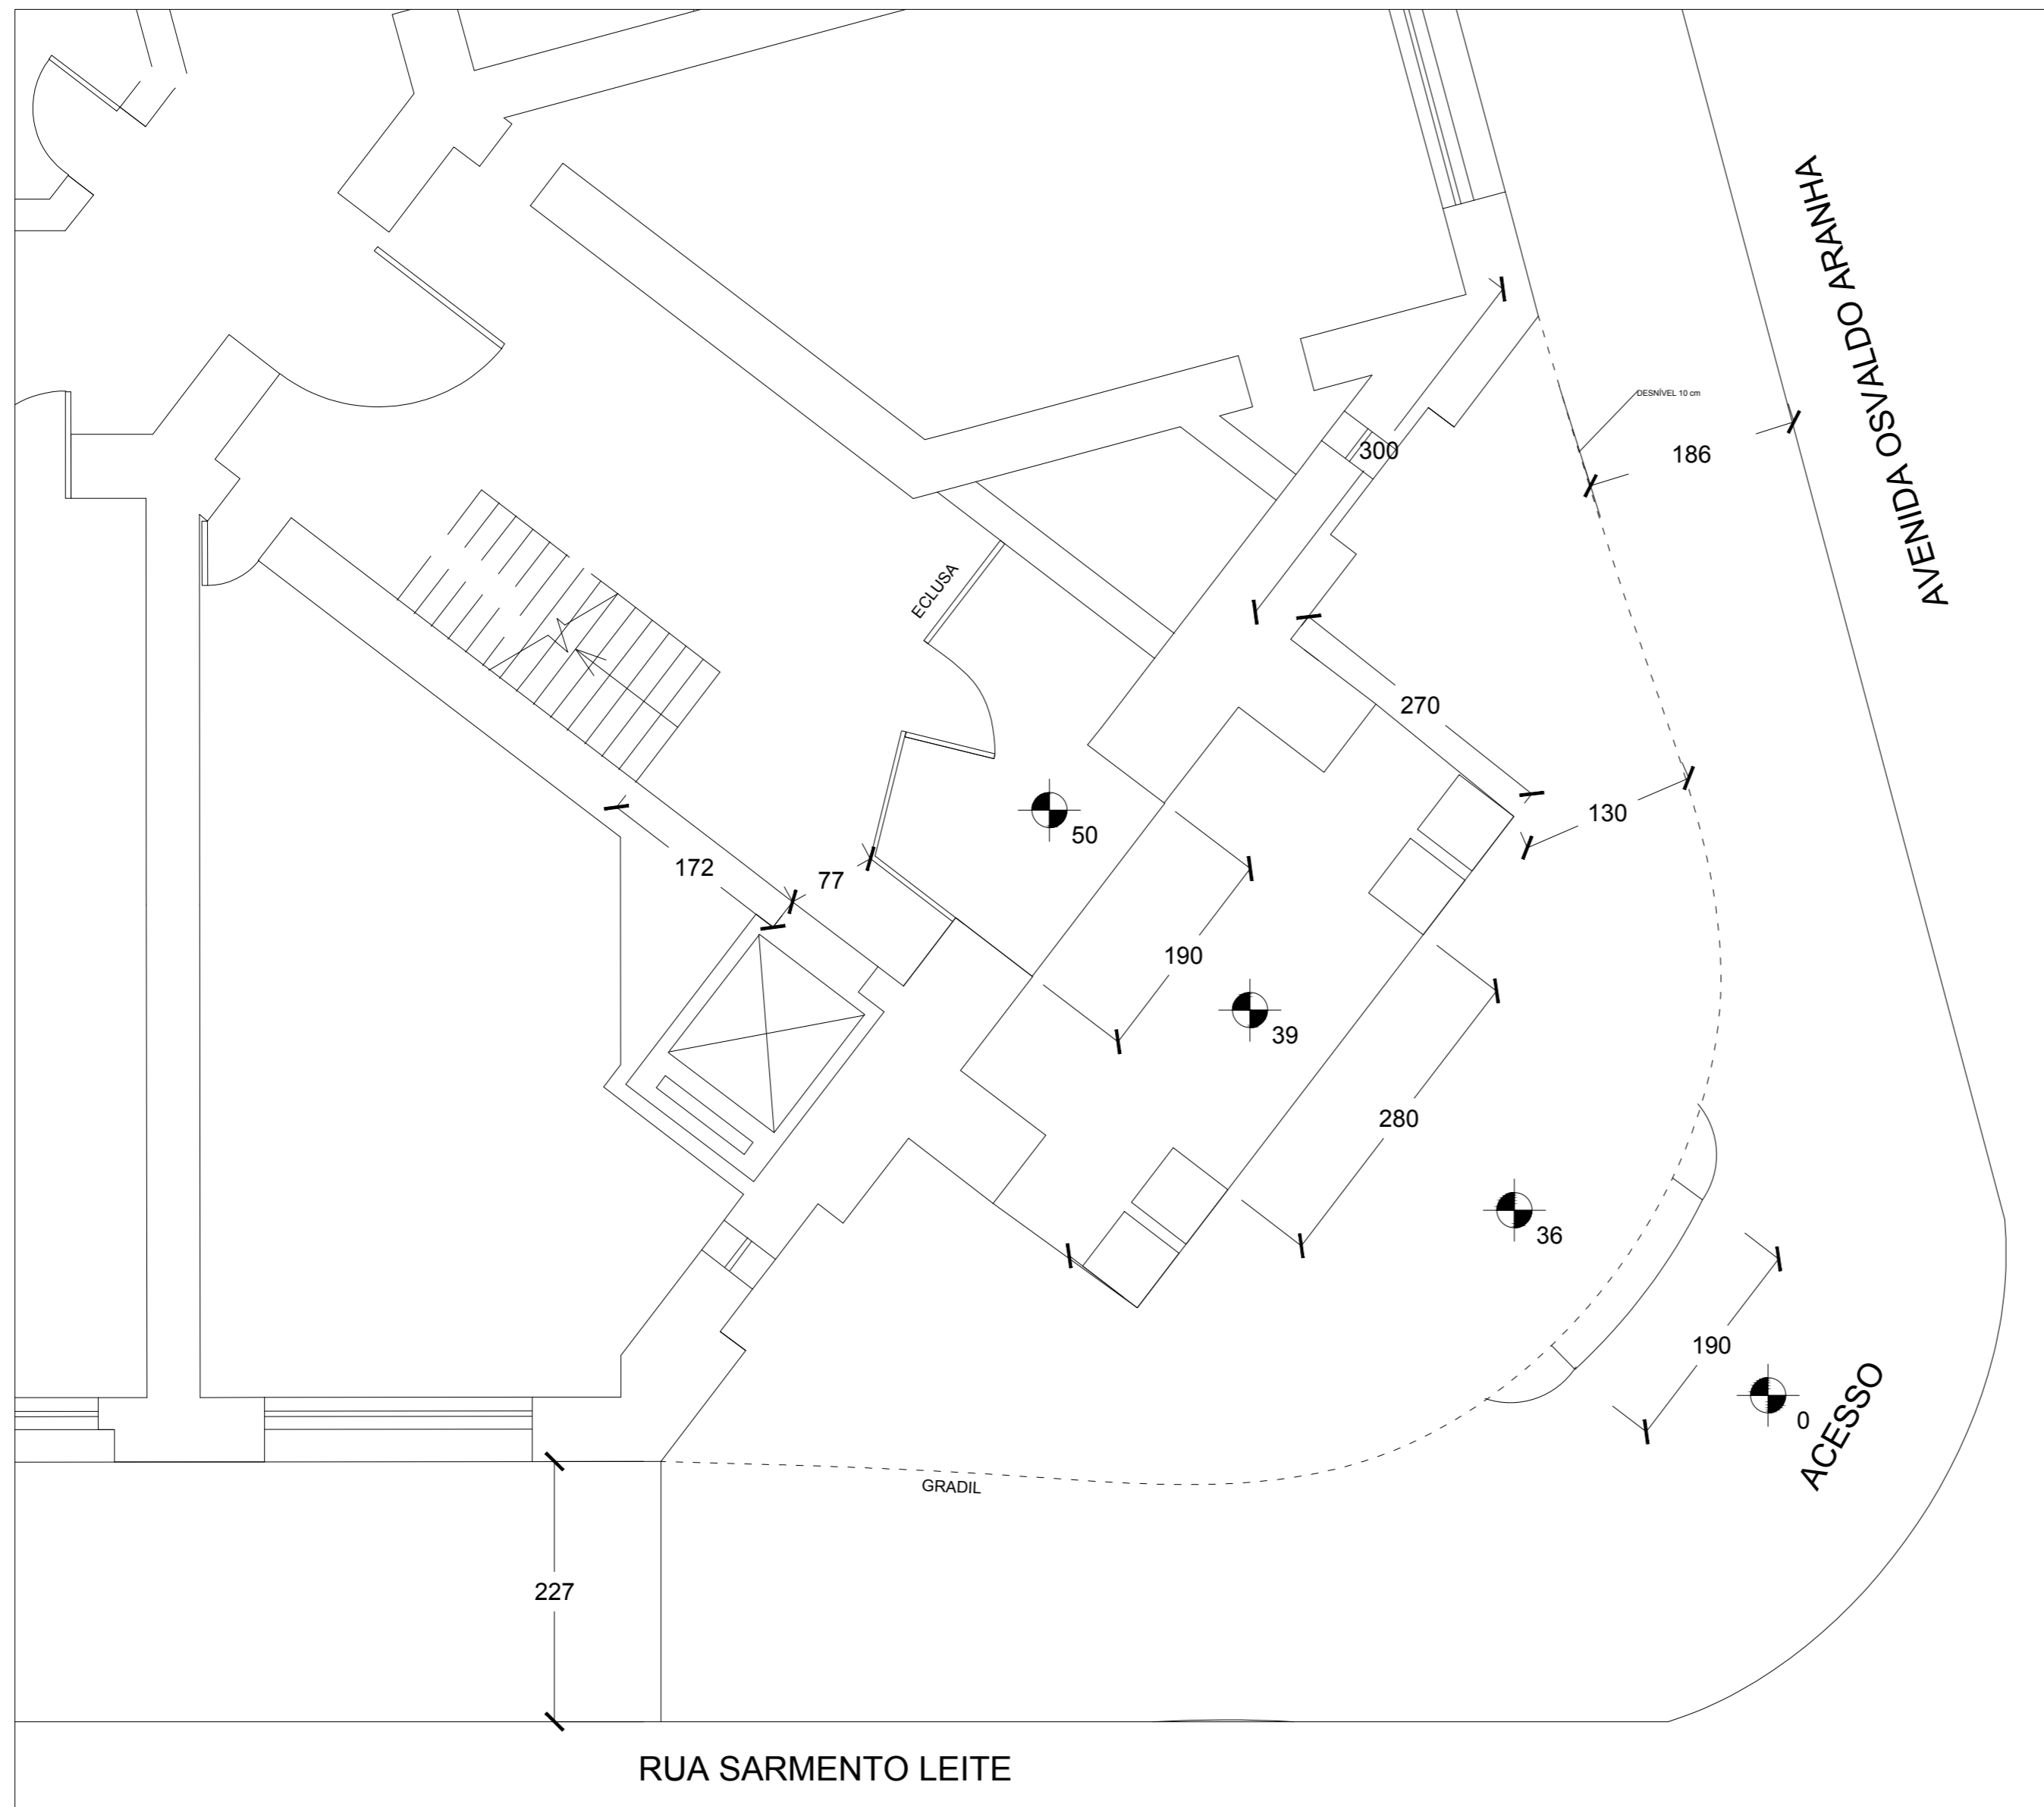 AVENIDA OSVALDO ARANHA
DESNÍVEL 10 cm
300
186
ECLUSA
270
130
50
172
77
190
39
280
36
190
0
ACESSO
GRADIL
227
RUA SARMENTO LEITE